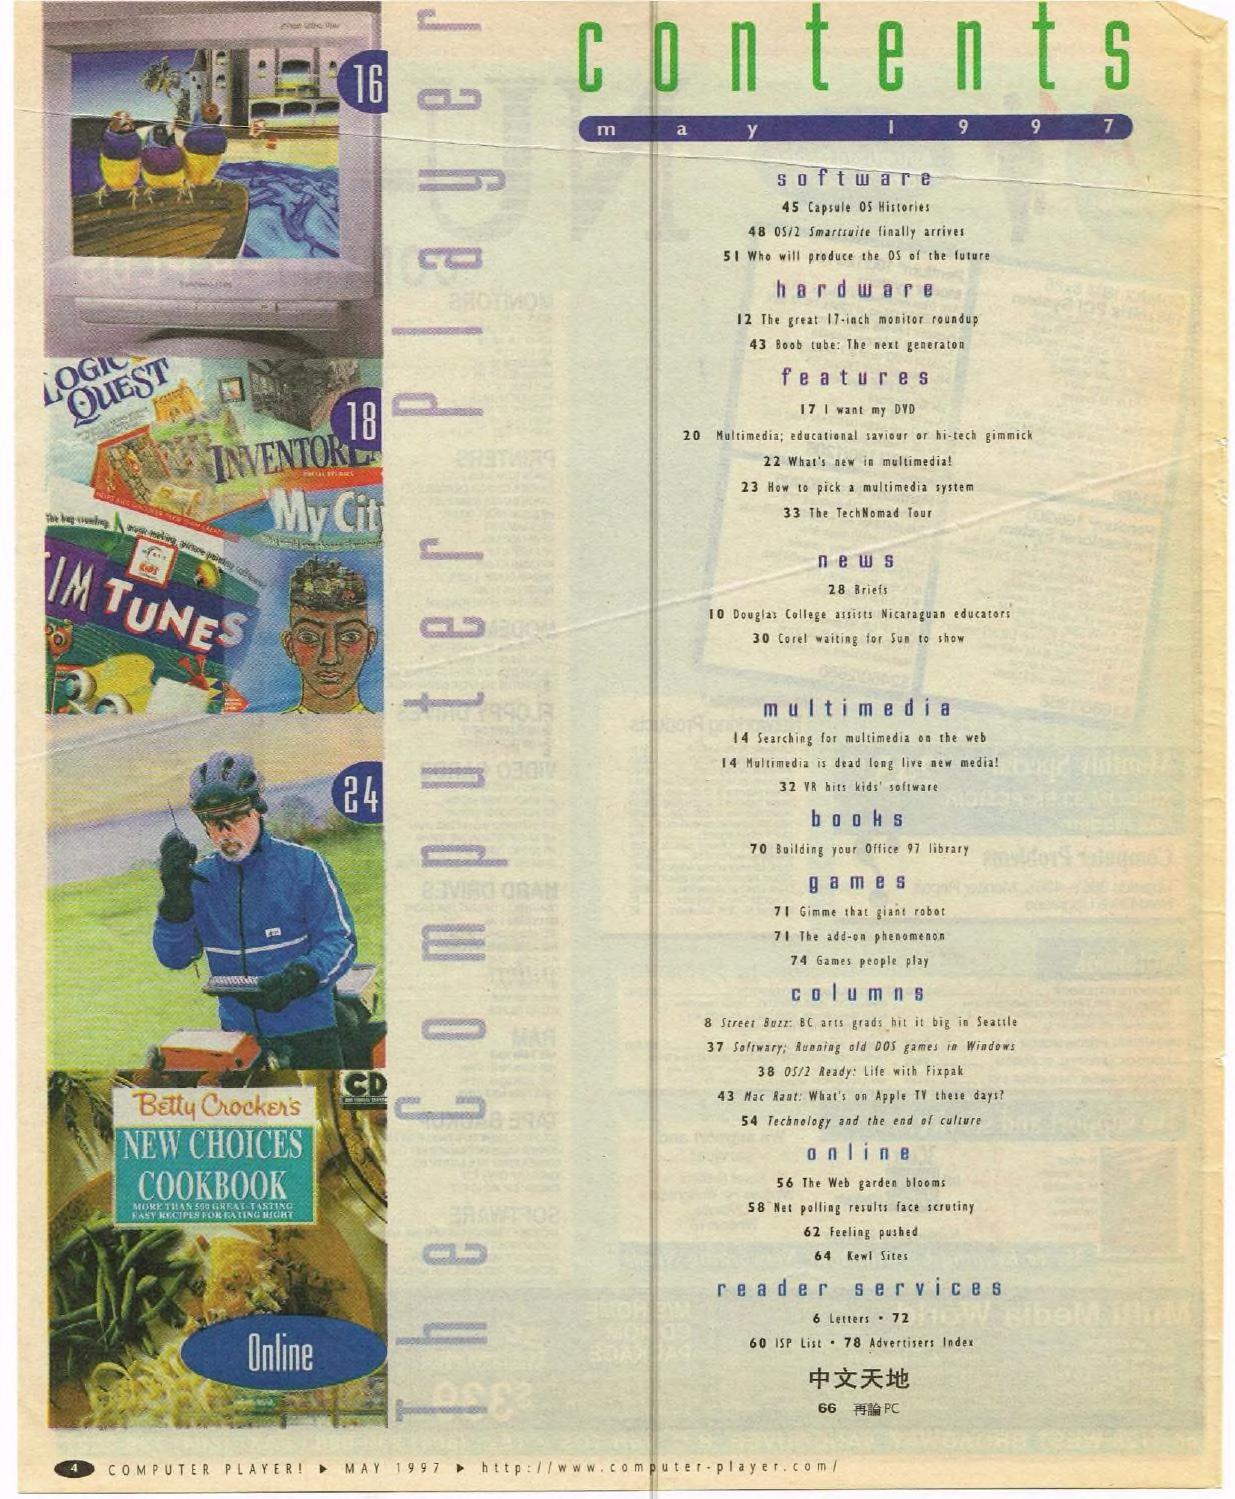 contents
may 1997
The Computer Player
16
software
45 Capsule OS Histories
48 OS/2 Smartsuite finally arrives
51 Who will produce the OS of the future
hardware
12 The great 17-inch monitor roundup
43 Boob tube: The next generaton
features
17 I want my DVD
20 Multimedia; educational saviour or hi-tech gimmick
22 What's new in multimedia!
23 How to pick a multimedia system
33 The TechNomad Tour
LOGIC
QUEST
18
INVENTOR
My City
TUNES
news
28 Briefs
10 Douglas College assists Nicaraguan educators
30 Corel waiting for Sun to show
multimedia
14 Searching for multimedia on the web
14 Multimedia is dead long live new media!
32 VR hits kids' software
24
books
70 Building your Office 97 library
games
71 Gimme that giant robot
71 The add-on phenomenon
74 Games people play
columns
8 Street Buzz: BC arts grads hit it big in Seattle
37 Softwary; Running old DOS games in Windows
38 OS/2 Ready: Life with Fixpak
43 Mac Rant: What's on Apple TV these days?
54 Technology and the end of culture
CD
Betty Crocker's
NEW CHOICES
COOKBOOK
MORE THAN 500 GREAT-TASTING
EASY RECIPES FOR EATING RIGHT
Online
online
56 The Web garden blooms
58 Net polling results face scrutiny
62 Feeling pushed
64 Kewl Sites
reader services
6 Letters • 72
60 ISP List • 78 Advertisers Index
中文天地
66 再論PC
4 COMPUTER PLAYER! ▶ MAY 1997 ▶ http://www.computer-player.com/